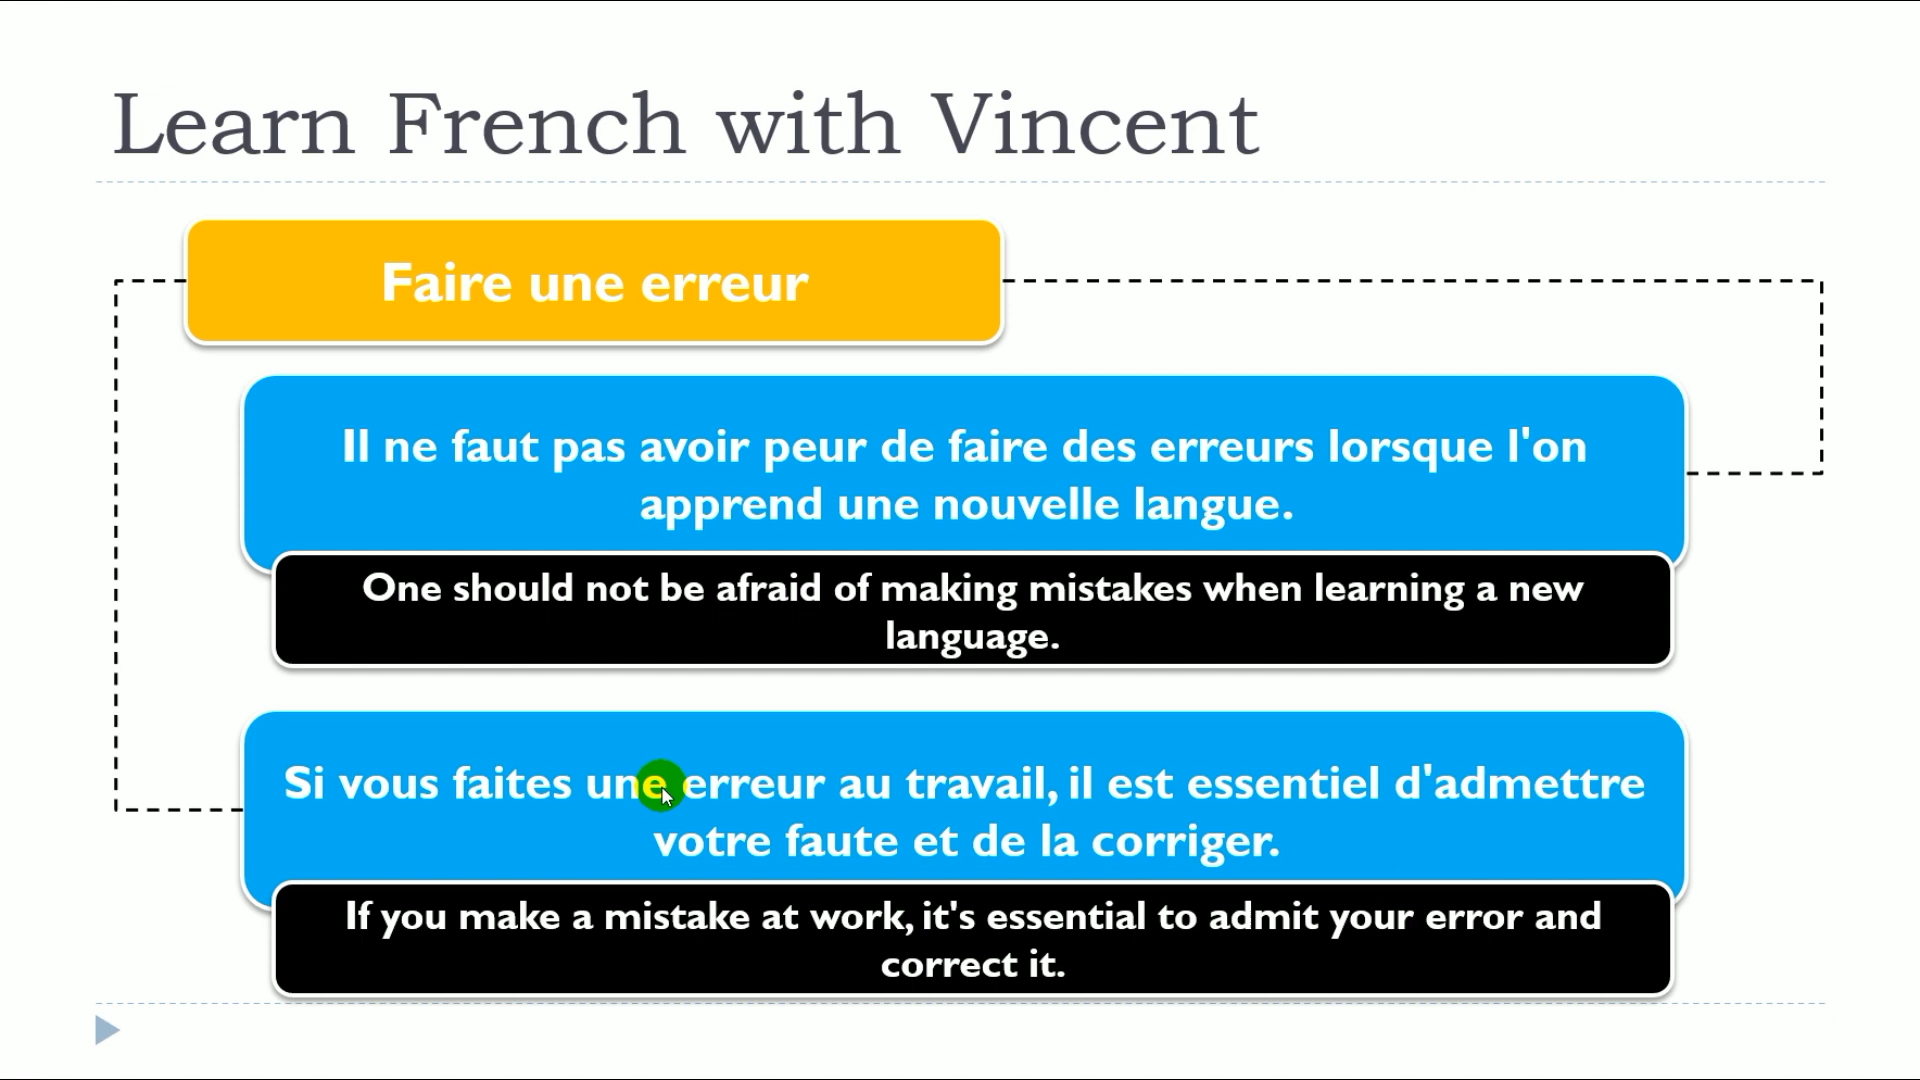 Learn French with Vincent
Faire une erreur
Il ne faut pas avoir peur de faire des erreurs lorsque l'on
apprend une nouvelle langue.
One should not be afraid of making mistakes when learning a new
language.
Si vous faites une erreur au travail, il est essentiel d'admettre
votre faute et de la corriger.
If you make a mistake at work, it's essential to admit your error and
correct it.